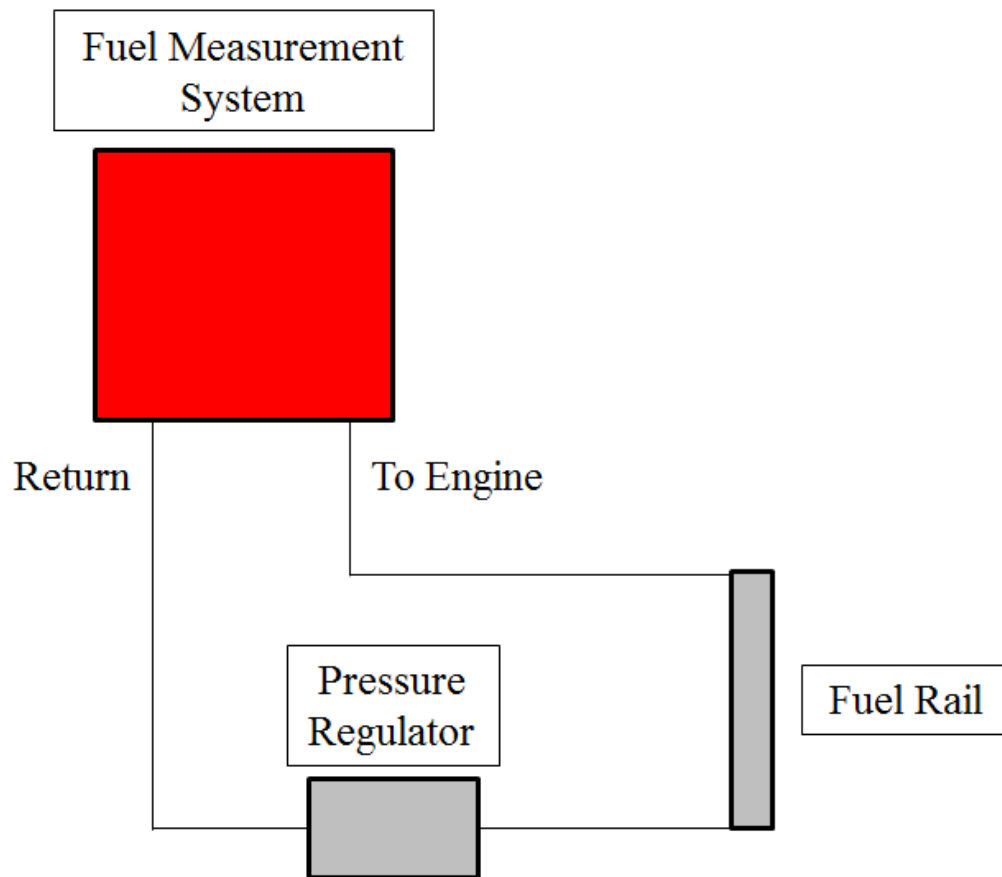 Fuel Measurement
System
Return
To Engine
Pressure
Regulator
Fuel Rail